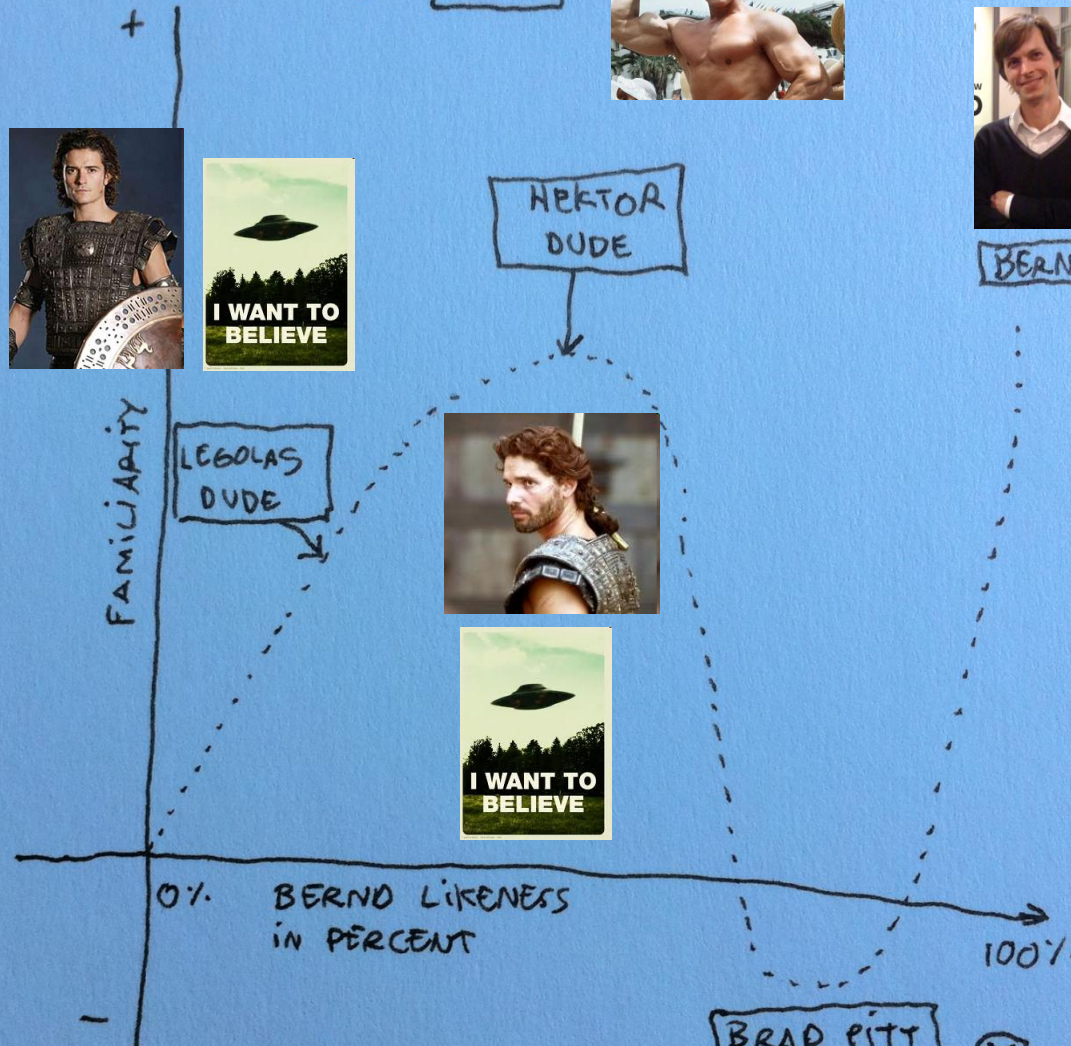 +
I WANT TO
BELIEVE
HEKTOR
DUDE
BERN
FAMILIARITY
LEGOLAS
DUDE
I WANT TO
BELIEVE
0%
BERND LIKENESS
IN PERCENT
100%
-
BRAD PITT